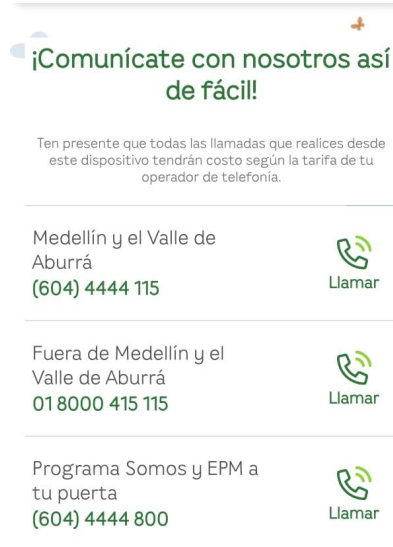 ¡Comunícate con nosotros así
de fácil!
Ten presente que todas las llamadas que realices desde
este dispositivo tendrán costo según la tarifa de tu
operador de telefonía.
Medellín y el Valle de
Aburrá
(604) 4444 115
Llamar
Fuera de Medellín y el
Valle de Aburrá
01 8000 415 115
Llamar
Programa Somos y EPM a
tu puerta
(604) 4444 800
Llamar